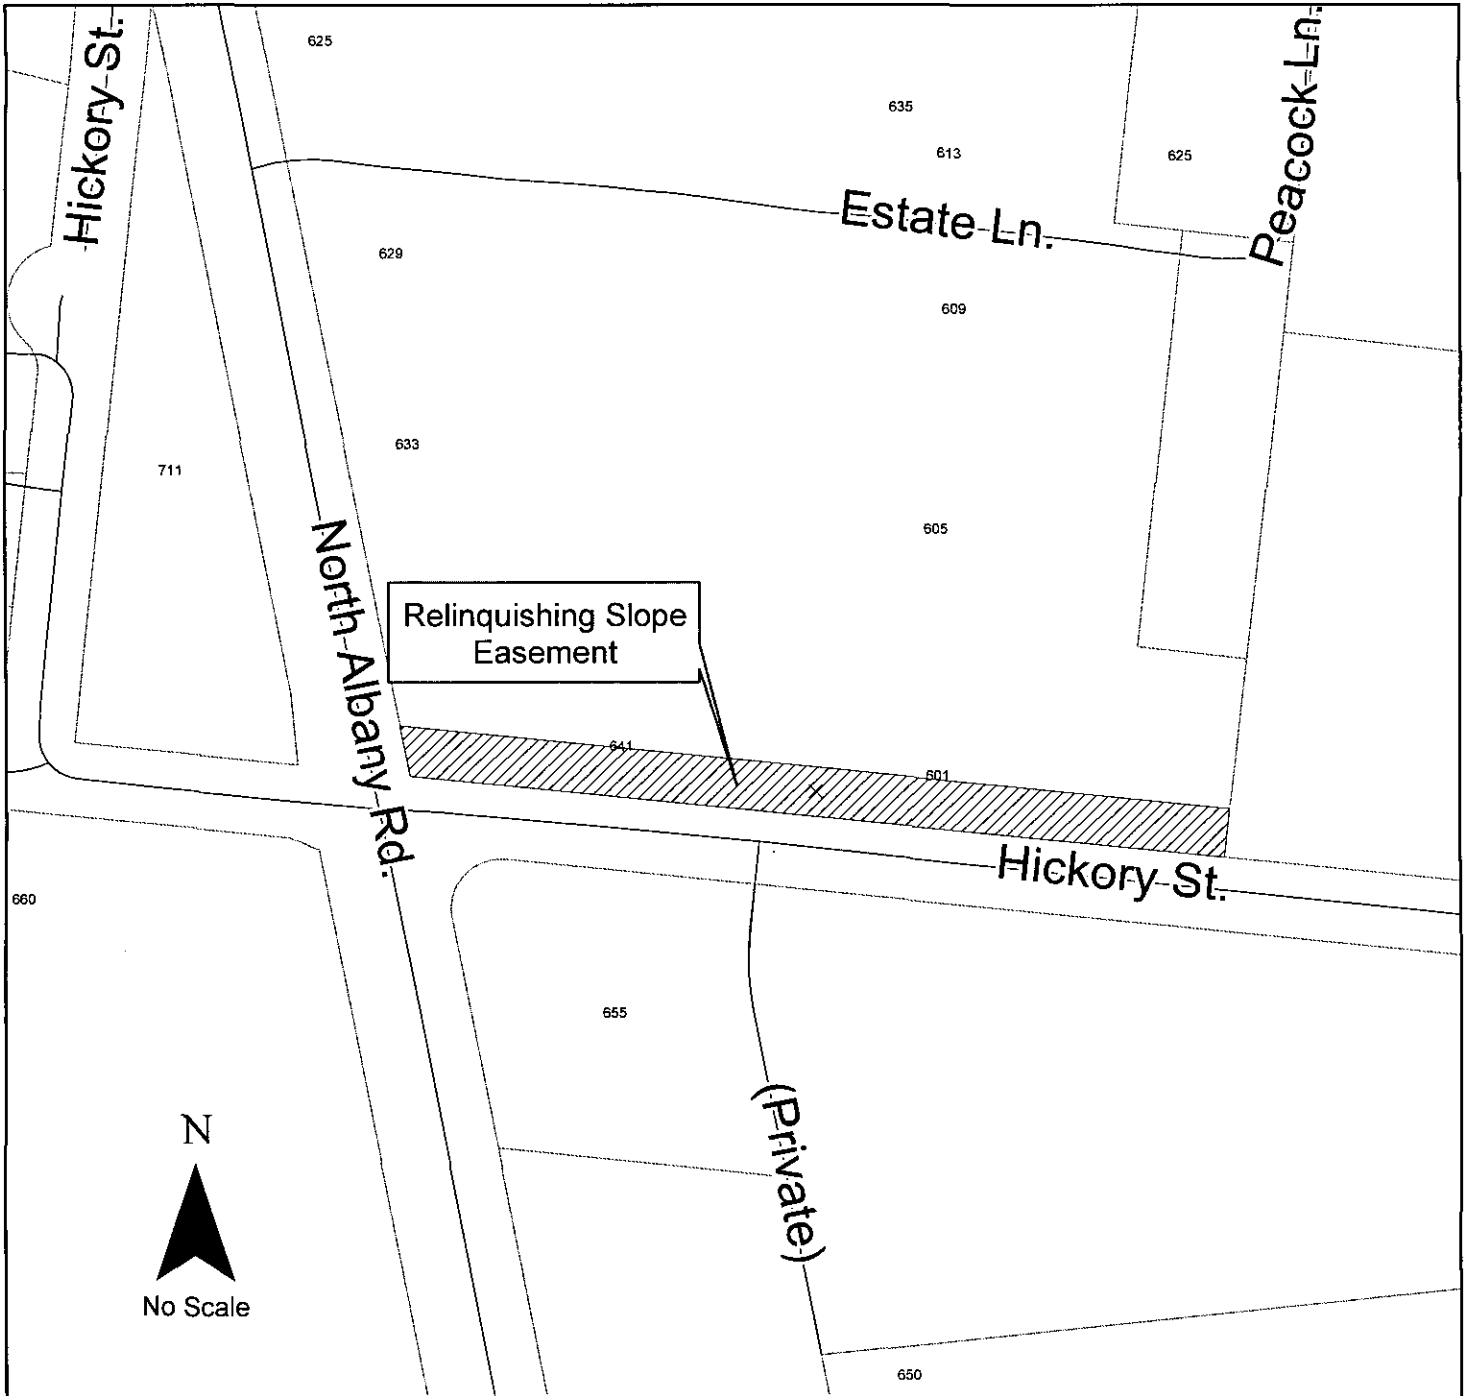 Hickory St.
625
635
613
625
Peacock Ln.
Estate Ln.
629
609
633
711
605
North Albany Rd.
Relinquishing Slope
Easement
641
601
Hickory St.
660
655
(Private)
N
No Scale
650